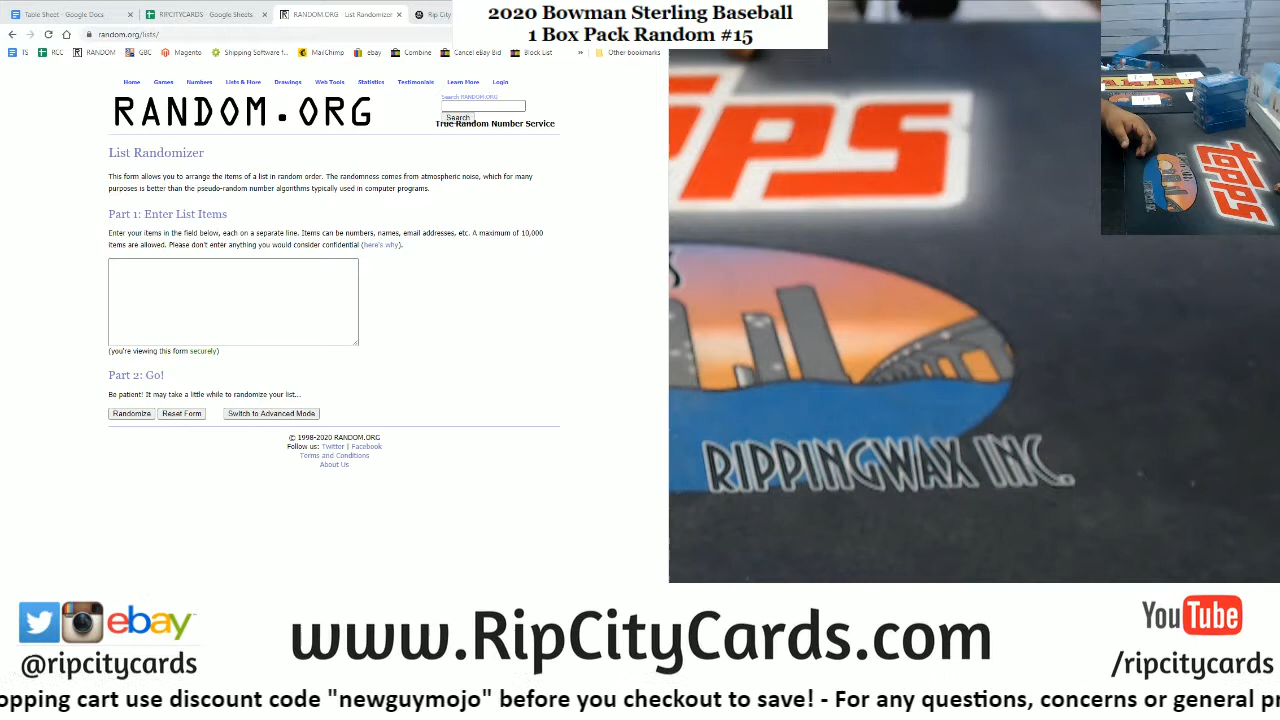 Table Sheet - Google Docs
RIPCITYCARDS - Google Sheets
RANDOM.ORG - List Randomizer
Rip City
random.org/lists/
TS
RCC
RANDOM
GBC
Magento
Shipping Software f...
MailChimp
ebay
Combine
Cancel eBay Bid
Block List
»
Other bookmarks
2020 Bowman Sterling Baseball
1 Box Pack Random #15
Home Games Numbers Lists & More Drawings Web Tools Statistics Testimonials Learn More Login
RANDOM.ORG
Search RANDOM.ORG
Search
True Random Number Service
List Randomizer
This form allows you to arrange the items of a list in random order. The randomness comes from atmospheric noise, which for many
purposes is better than the pseudo-random number algorithms typically used in computer programs.
Part 1: Enter List Items
Enter your items in the field below, each on a separate line. Items can be numbers, names, email addresses, etc. A maximum of 10,000
items are allowed. Please don't enter anything you would consider confidential (here's why).
(you're viewing this form securely)
Part 2: Go!
Be patient! It may take a little while to randomize your list...
Randomize Reset Form Switch to Advanced Mode
© 1998-2020 RANDOM.ORG
Follow us: Twitter | Facebook
Terms and Conditions
About Us
RIPPINGWAX INC.
topps
ebay
@ripcitycards
www.RipCityCards.com
YouTube
/ripcitycards
opping cart use discount code "newguymojo" before you checkout to save! - For any questions, concerns or general pr